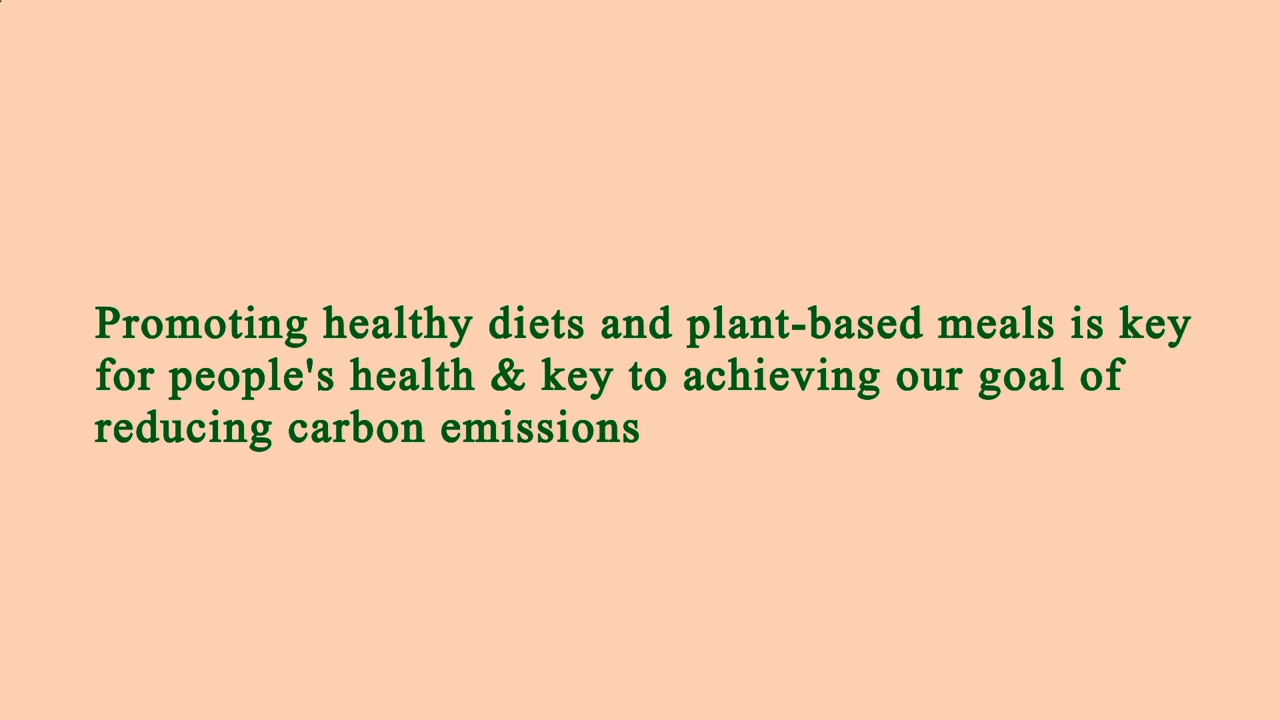 Promoting healthy diets and plant-based meals is key
for people's health & key to achieving our goal of
reducing carbon emissions